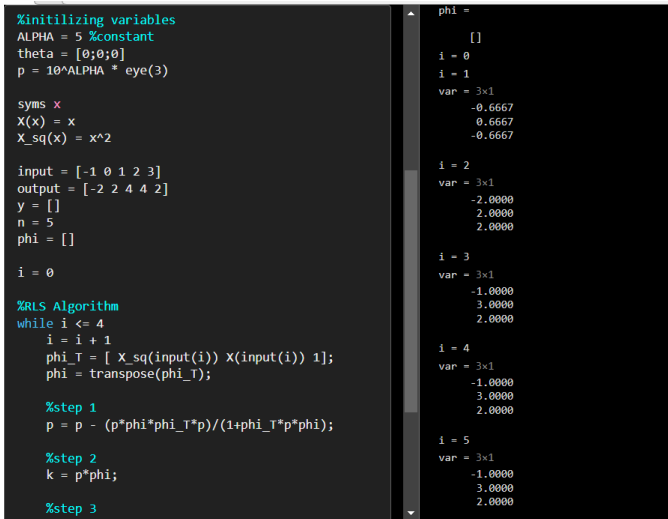 %initilizing variables
ALPHA = 5 %constant
theta = [0;0;0]
p = 10^ALPHA * eye(3)
syms x
X(x) = x
X_sq(x) = x^2
input = [-1 0 1 2 3]
output = [-2 2 4 4 2]
y = []
n = 5
phi = []
i = 0
%RLS Algorithm
while i <= 4
i = i + 1
phi_T = [ X_sq(input(i)) X(input(i)) 1];
phi = transpose(phi_T);
%step 1
p = p - (p*phi*phi_T*p)/(1+phi_T*p*phi);
%step 2
k = p*phi;
%step 3
phi =
[]
i = 0
i = 1
var = 3×1
-0.6667
0.6667
-0.6667
i = 2
var = 3×1
-2.0000
2.0000
2.0000
i = 3
var = 3×1
-1.0000
3.0000
2.0000
i = 4
var = 3×1
-1.0000
3.0000
2.0000
i = 5
var = 3×1
-1.0000
3.0000
2.0000